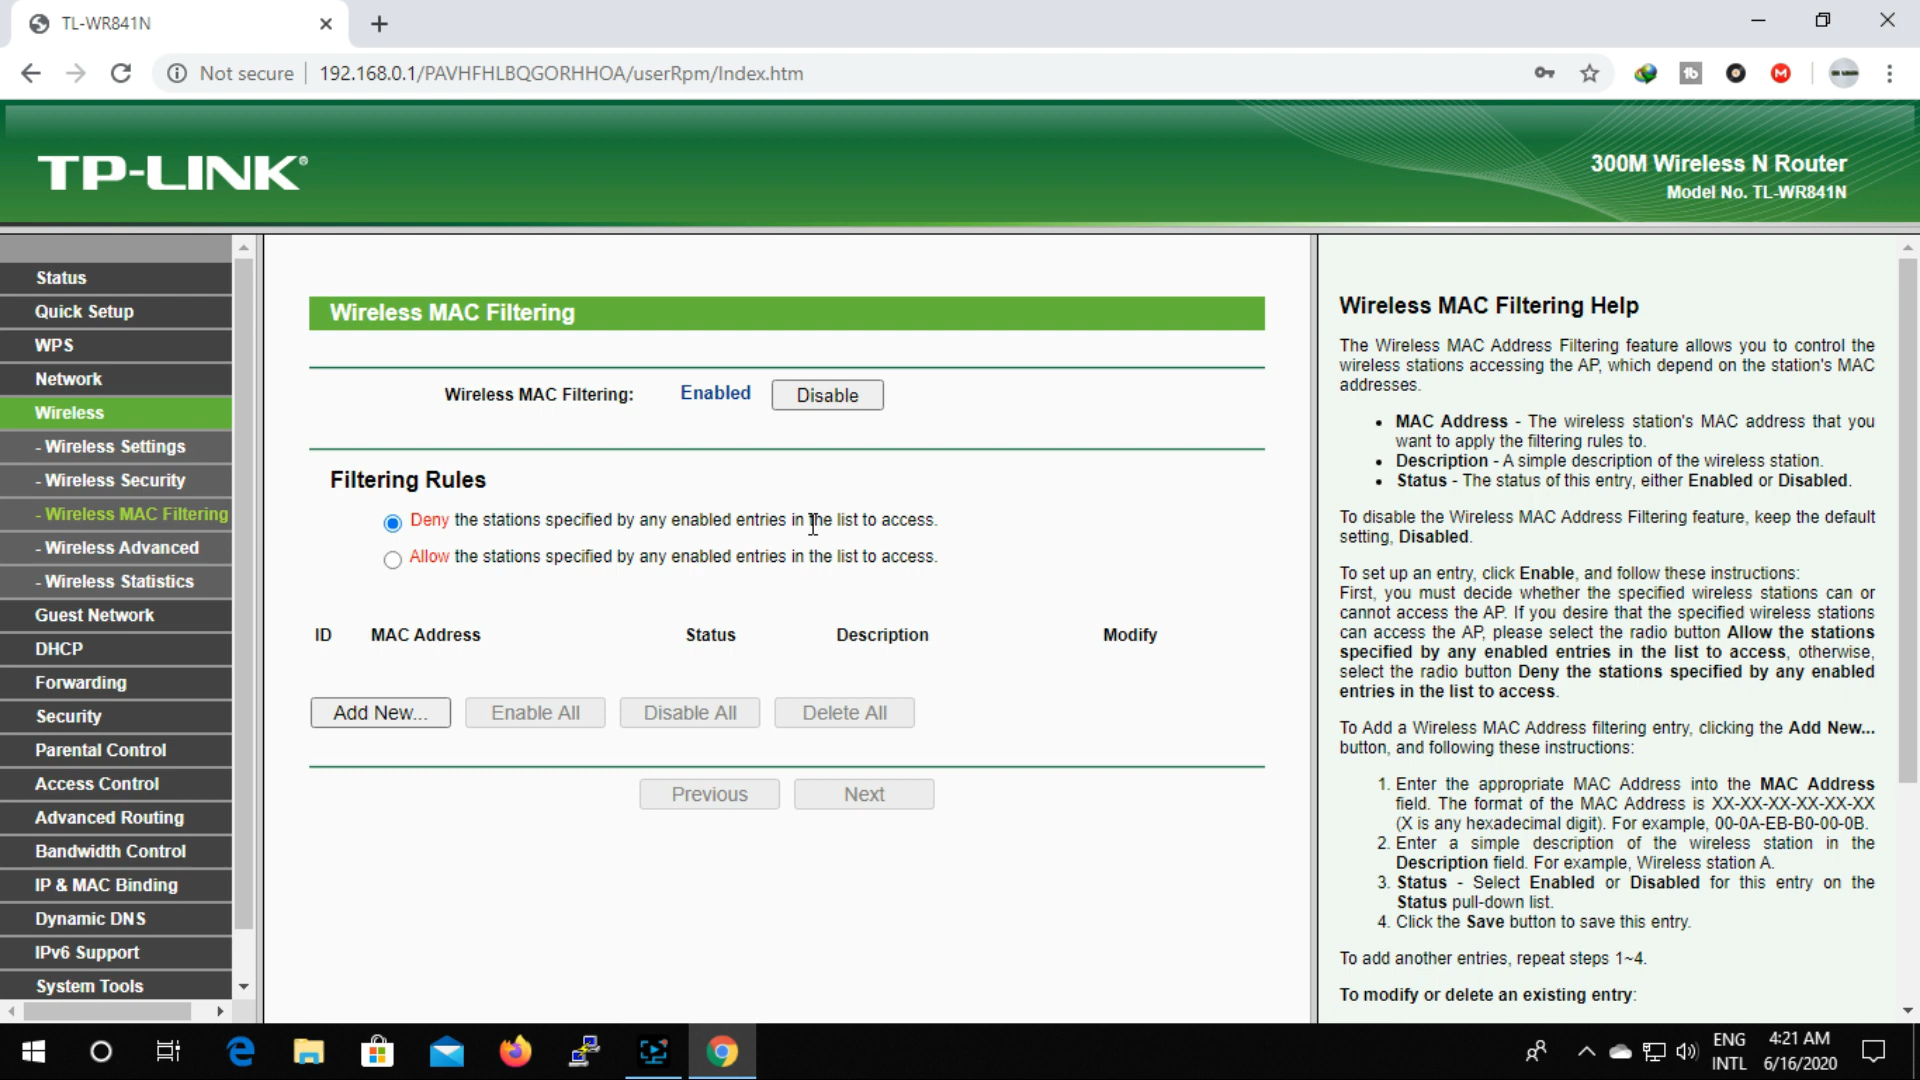 TL-WR841N
Not secure
192.168.0.1/PAVHFHLBQGORHHOA/userRpm/Index.htm
TP-LINK®
300M Wireless N Router
Model No. TL-WR841N
Status
Quick Setup
WPS
Network
Wireless
- Wireless Settings
- Wireless Security
- Wireless MAC Filtering
- Wireless Advanced
- Wireless Statistics
Guest Network
DHCP
Forwarding
Security
Parental Control
Access Control
Advanced Routing
Bandwidth Control
IP & MAC Binding
Dynamic DNS
IPv6 Support
System Tools
Wireless MAC Filtering
Wireless MAC Filtering: Enabled Disable
Filtering Rules
Deny the stations specified by any enabled entries in the list to access.
Allow the stations specified by any enabled entries in the list to access.
ID MAC Address Status Description Modify
Add New... Enable All Disable All Delete All
Previous Next
Wireless MAC Filtering Help
The Wireless MAC Address Filtering feature allows you to control the
wireless stations accessing the AP, which depend on the station's MAC
addresses.
• MAC Address - The wireless station's MAC address that you
want to apply the filtering rules to.
• Description - A simple description of the wireless station.
• Status - The status of this entry, either Enabled or Disabled.
To disable the Wireless MAC Address Filtering feature, keep the default
setting, Disabled.
To set up an entry, click Enable, and follow these instructions:
First, you must decide whether the specified wireless stations can or
cannot access the AP. If you desire that the specified wireless stations
can access the AP, please select the radio button Allow the stations
specified by any enabled entries in the list to access, otherwise,
select the radio button Deny the stations specified by any enabled
entries in the list to access.
To Add a Wireless MAC Address filtering entry, clicking the Add New...
button, and following these instructions:
1. Enter the appropriate MAC Address into the MAC Address
field. The format of the MAC Address is XX-XX-XX-XX-XX-XX
(X is any hexadecimal digit). For example, 00-0A-EB-B0-00-0B.
2. Enter a simple description of the wireless station in the
Description field. For example, Wireless station A.
3. Status - Select Enabled or Disabled for this entry on the
Status pull-down list.
4. Click the Save button to save this entry.
To add another entries, repeat steps 1~4.
To modify or delete an existing entry:
ENG
INTL
4:21 AM
6/16/2020